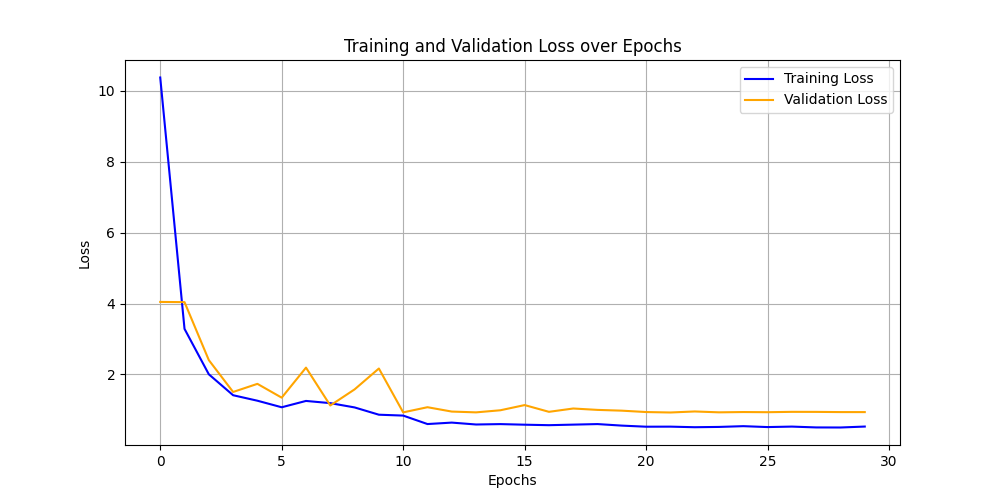 Training and Validation Loss over Epochs
Training Loss
Validation Loss
10
8
6
4
2
Loss
0 5 10 15 20 25 30
Epochs